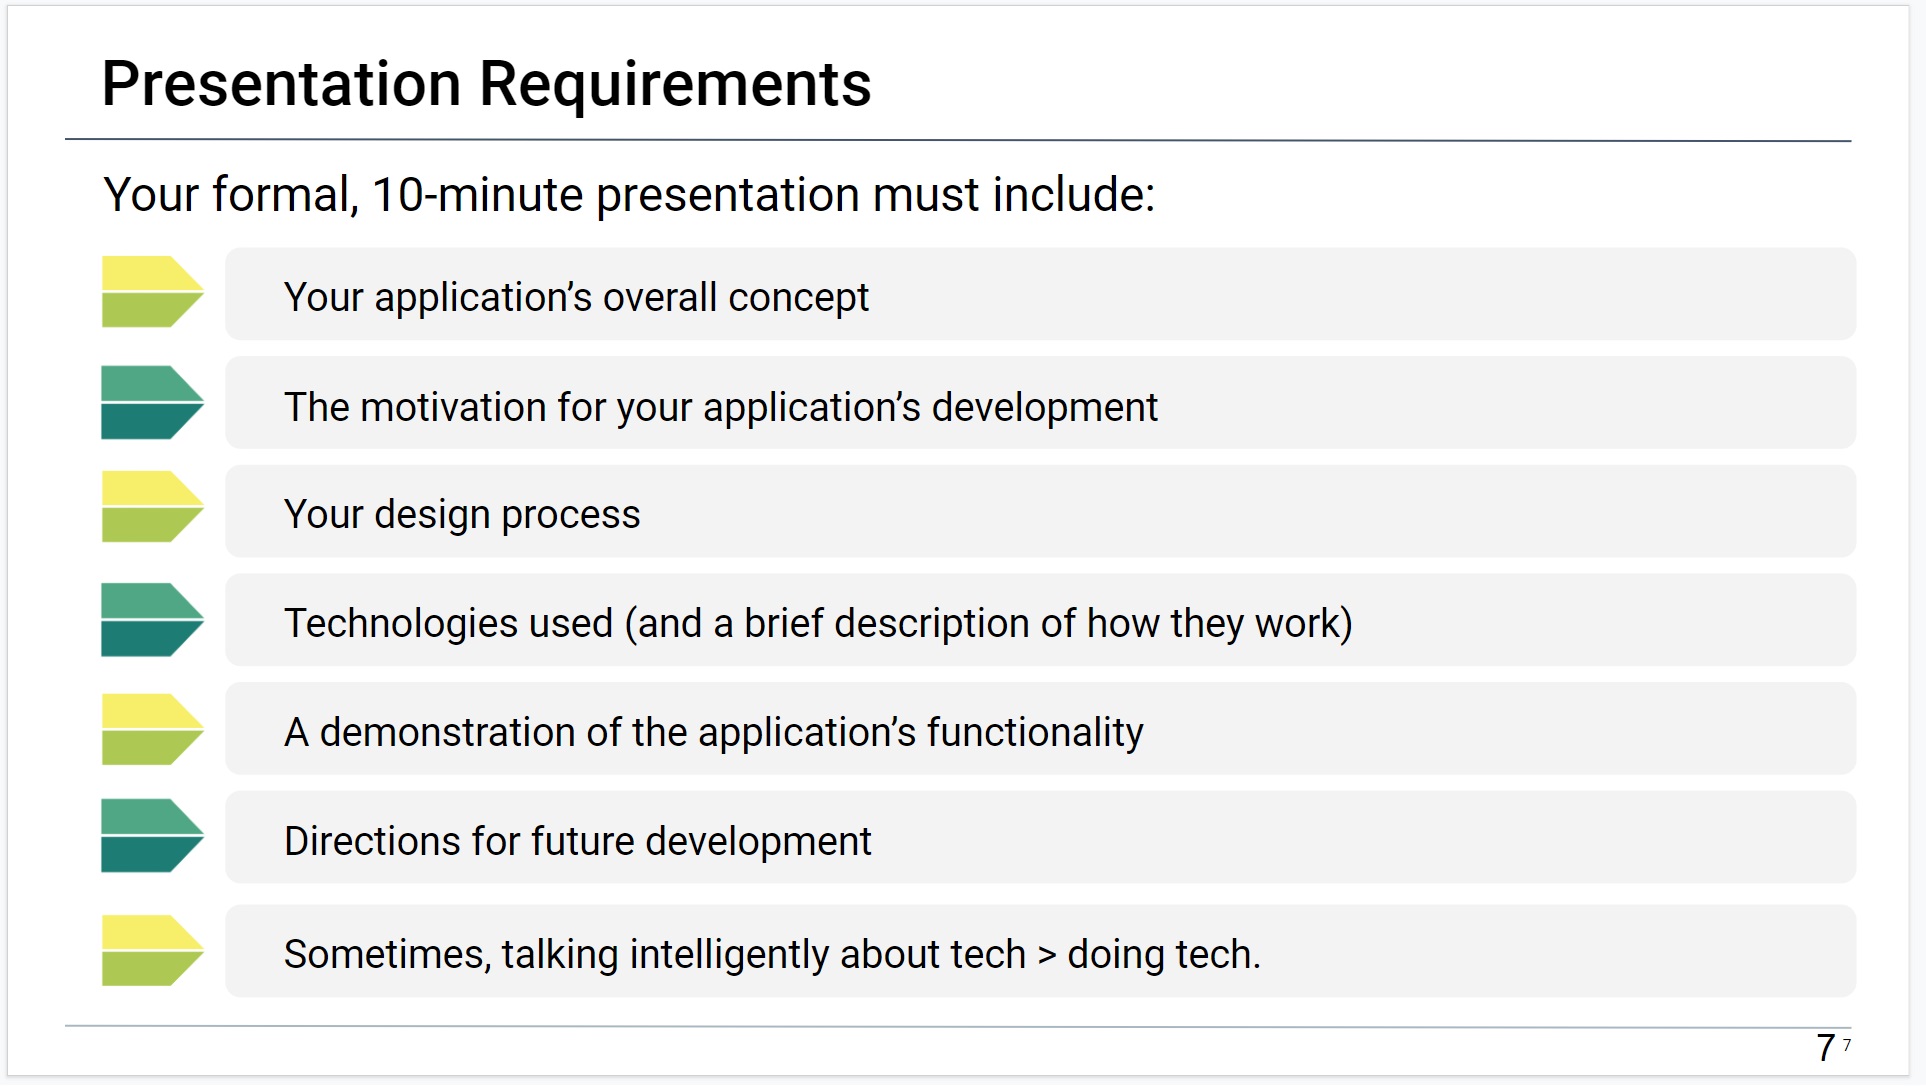 Presentation Requirements
Your formal, 10-minute presentation must include:
Your application’s overall concept
The motivation for your application’s development
Your design process
Technologies used (and a brief description of how they work)
A demonstration of the application’s functionality
Directions for future development
Sometimes, talking intelligently about tech > doing tech.
7 7